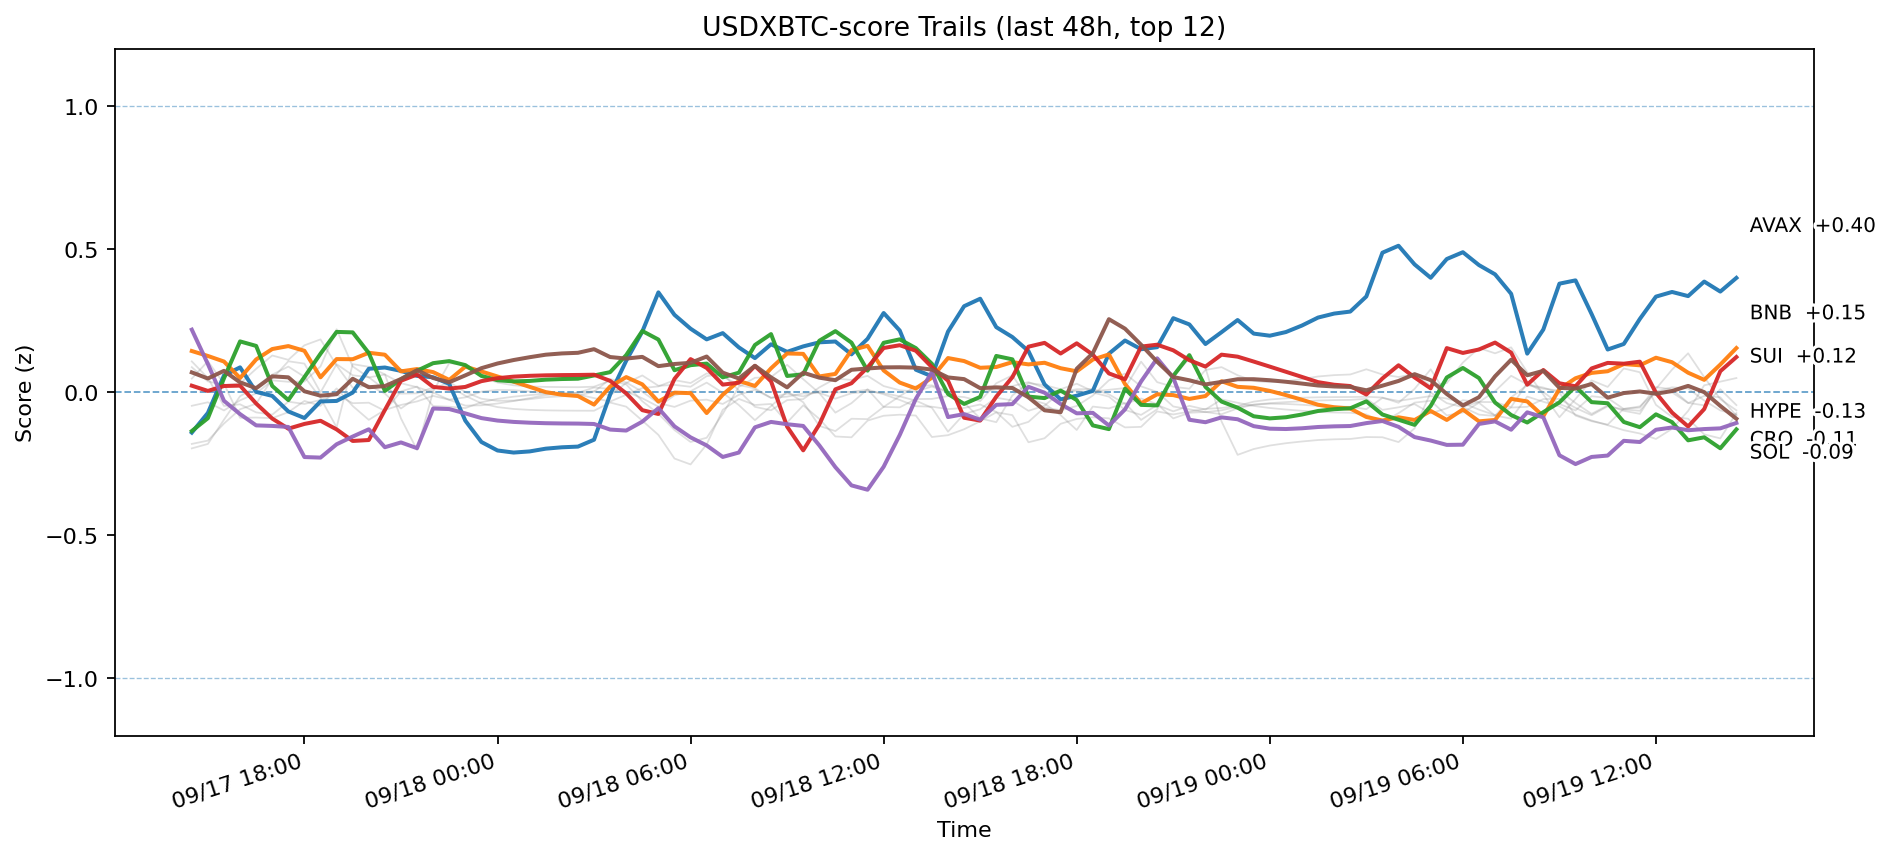 USDXBTC-score Trails (last 48h, top 12)
Score (z)
1.0
0.5
0.0
−0.5
−1.0
AVAX +0.40
BNB +0.15
SUI +0.12
HYPE -0.13
CRO -0.11
SOL -0.09
09/17 18:00
09/18 00:00
09/18 06:00
09/18 12:00
09/18 18:00
09/19 00:00
09/19 06:00
09/19 12:00
Time